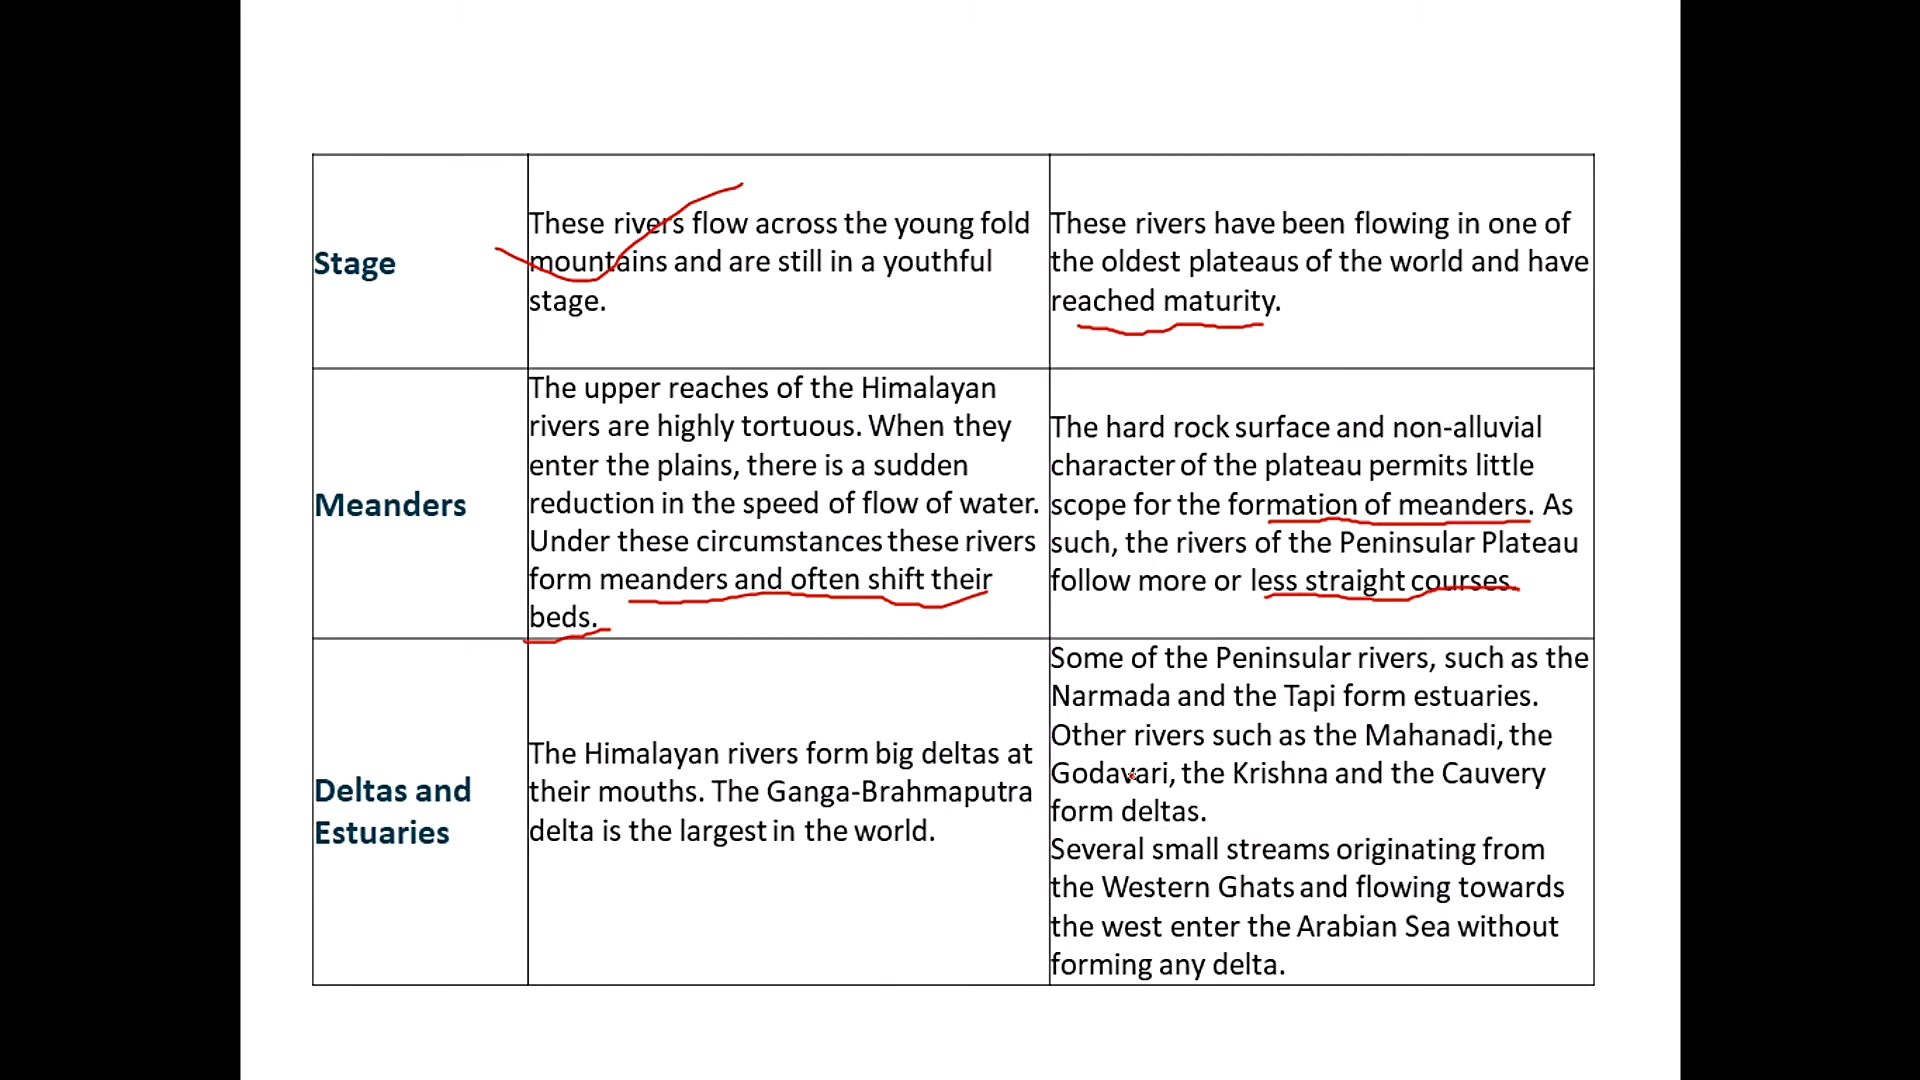 Stage
These rivers flow across the young fold
mountains and are still in a youthful
stage.
These rivers have been flowing in one of
the oldest plateaus of the world and have
reached maturity.
Meanders
The upper reaches of the Himalayan
rivers are highly tortuous. When they
enter the plains, there is a sudden
reduction in the speed of flow of water.
Under these circumstances these rivers
form meanders and often shift their
beds.
The hard rock surface and non-alluvial
character of the plateau permits little
scope for the formation of meanders. As
such, the rivers of the Peninsular Plateau
follow more or less straight courses.
Deltas and
Estuaries
The Himalayan rivers form big deltas at
their mouths. The Ganga-Brahmaputra
delta is the largest in the world.
Some of the Peninsular rivers, such as the
Narmada and the Tapi form estuaries.
Other rivers such as the Mahanadi, the
Godavari, the Krishna and the Cauvery
form deltas.
Several small streams originating from
the Western Ghats and flowing towards
the west enter the Arabian Sea without
forming any delta.